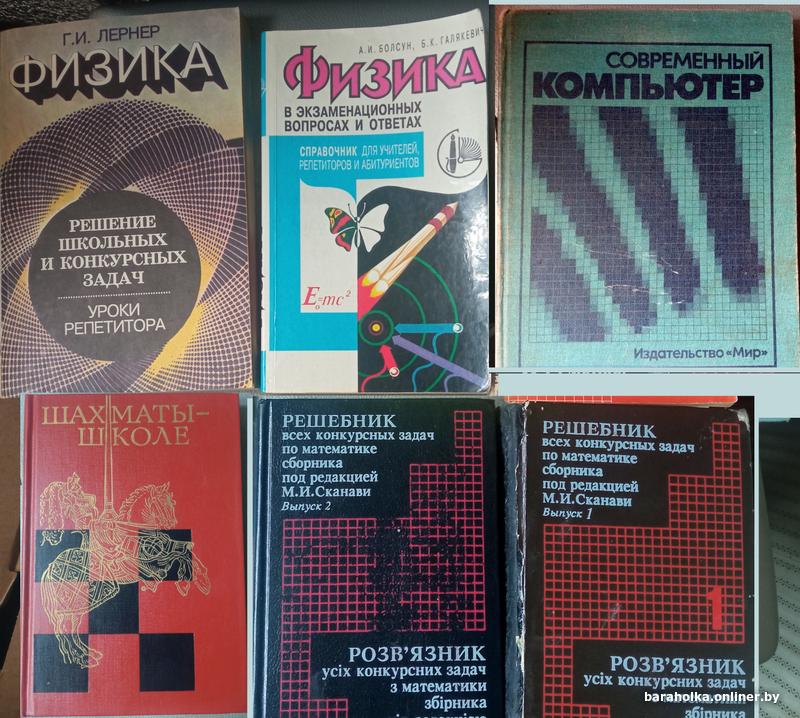 Г.И. ЛЕРНЕР
ФИЗИКА
РЕШЕНИЕ
ШКОЛЬНЫХ
И КОНКУРСНЫХ
ЗАДАЧ
УРОКИ
РЕПЕТИТОРА
А.И. БОЛСУН, Б.К. ГАЛЯКЕВИЧ
ФИЗИКА
В ЭКЗАМЕНАЦИОННЫХ
ВОПРОСАХ И ОТВЕТАХ
СПРАВОЧНИК ДЛЯ УЧИТЕЛЕЙ,
РЕПЕТИТОРОВ И АБИТУРИЕНТОВ
E₀=mc²
СОВРЕМЕННЫЙ
КОМПЬЮТЕР
Издательство «Мир»
ШАХМАТЫ–
ШКОЛЕ
РЕШЕБНИК
всех конкурсных задач
по математике
сборника
под редакцией
М.И.Сканави
Выпуск 2
РОЗВ'ЯЗНИК
усіх конкурсних задач
з математики
збірника
РЕШЕБНИК
всех конкурсных задач
по математике
сборника
под редакцией
М.И.Сканави
Выпуск 1
1
РОЗВ'ЯЗНИК
усіх конкурсних задач
з математики
збірника
baraholka.onliner.by